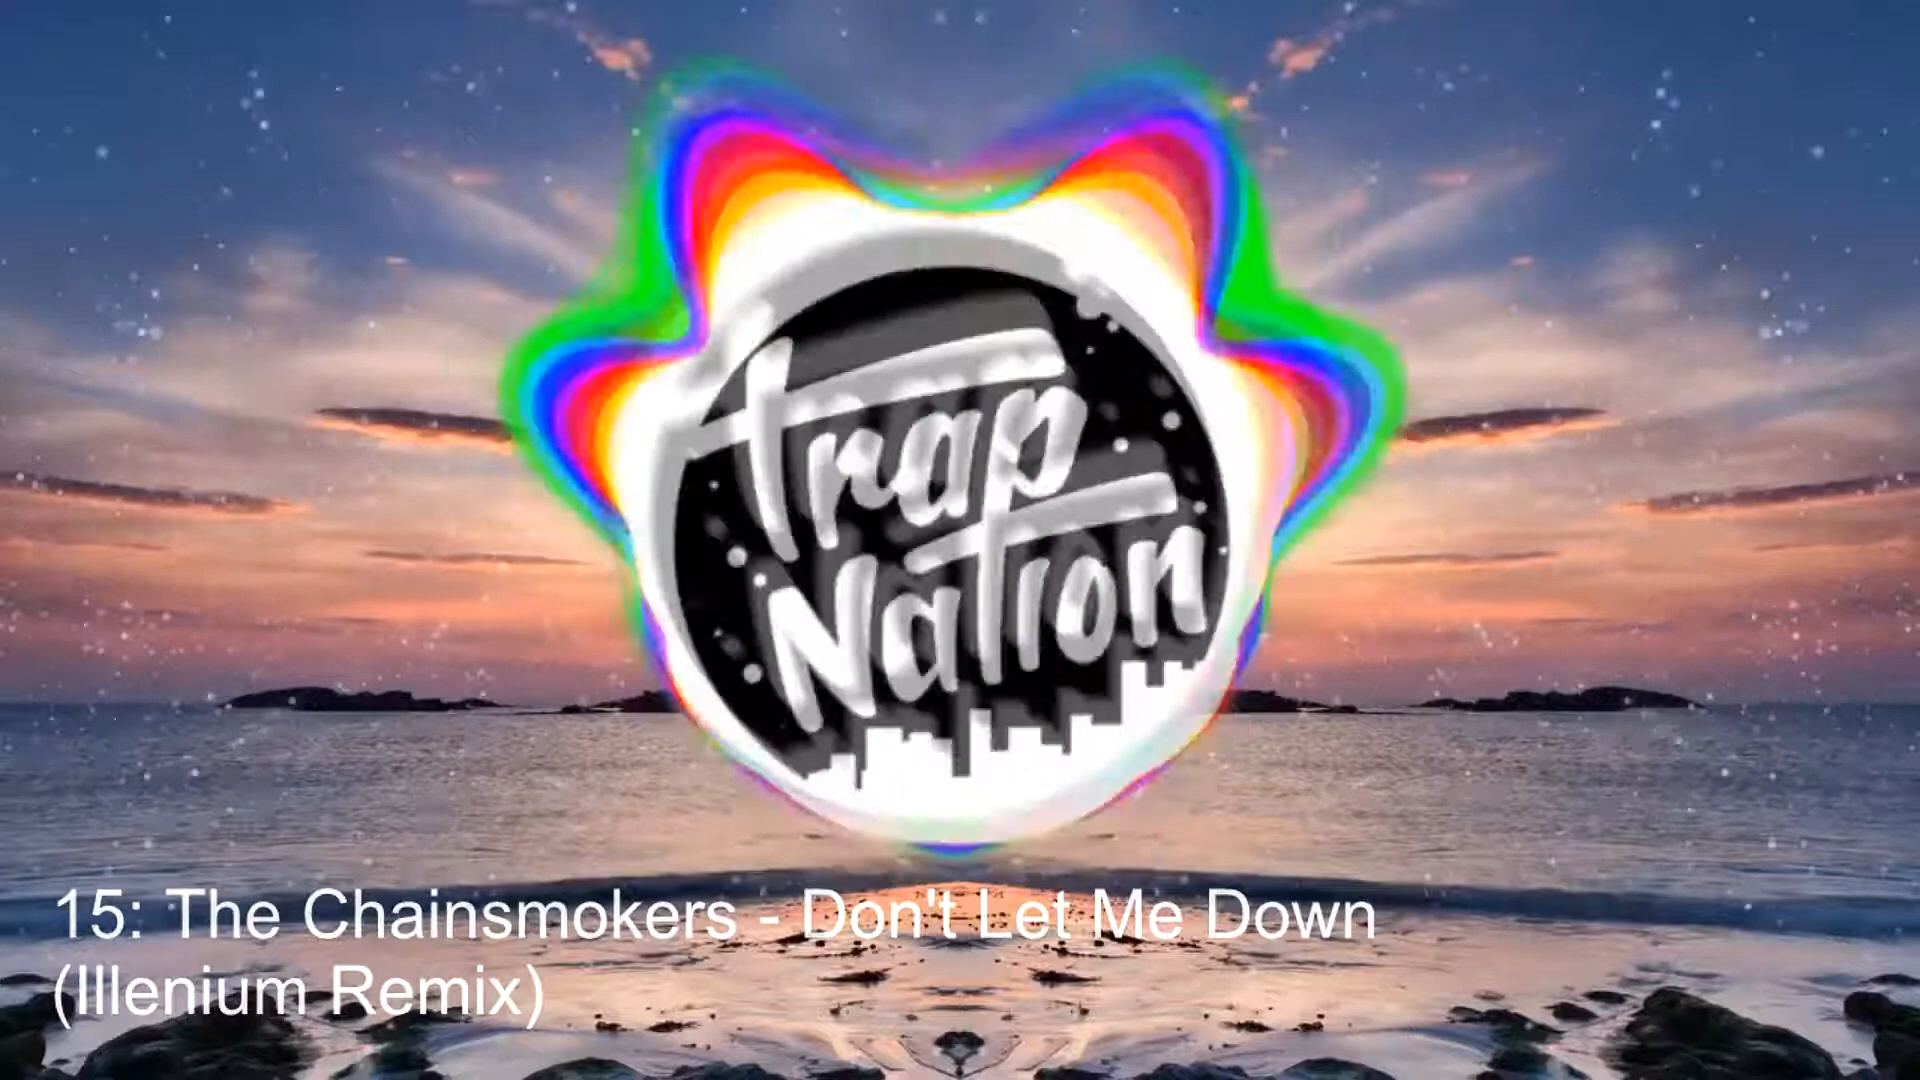 Trap
Nation
15: The Chainsmokers - Don't Let Me Down
(Illenium Remix)